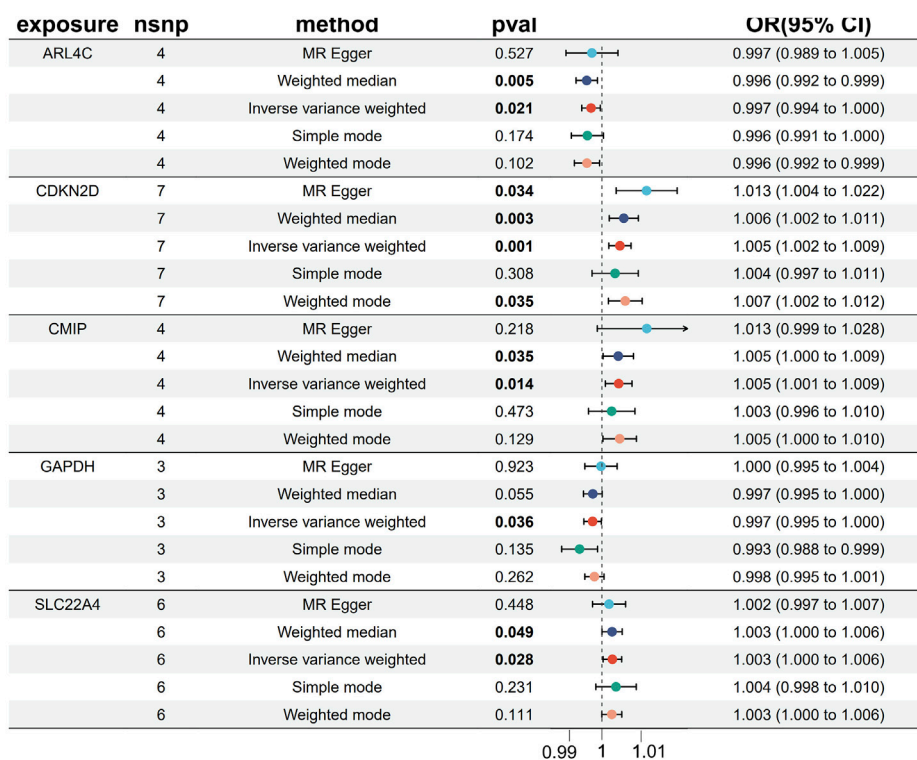 exposure nsnp method pval OR(95% CI)
ARL4C 4 MR Egger 0.527 0.997 (0.989 to 1.005)
4 Weighted median 0.005 0.996 (0.992 to 0.999)
4 Inverse variance weighted 0.021 0.997 (0.994 to 1.000)
4 Simple mode 0.174 0.996 (0.991 to 1.000)
4 Weighted mode 0.102 0.996 (0.992 to 0.999)
CDKN2D 7 MR Egger 0.034 1.013 (1.004 to 1.022)
7 Weighted median 0.003 1.006 (1.002 to 1.011)
7 Inverse variance weighted 0.001 1.005 (1.002 to 1.009)
7 Simple mode 0.308 1.004 (0.997 to 1.011)
7 Weighted mode 0.035 1.007 (1.002 to 1.012)
CMIP 4 MR Egger 0.218 1.013 (0.999 to 1.028)
4 Weighted median 0.035 1.005 (1.000 to 1.009)
4 Inverse variance weighted 0.014 1.005 (1.001 to 1.009)
4 Simple mode 0.473 1.003 (0.996 to 1.010)
4 Weighted mode 0.129 1.005 (1.000 to 1.010)
GAPDH 3 MR Egger 0.923 1.000 (0.995 to 1.004)
3 Weighted median 0.055 0.997 (0.995 to 1.000)
3 Inverse variance weighted 0.036 0.997 (0.995 to 1.000)
3 Simple mode 0.135 0.993 (0.988 to 0.999)
3 Weighted mode 0.262 0.998 (0.995 to 1.001)
SLC22A4 6 MR Egger 0.448 1.002 (0.997 to 1.007)
6 Weighted median 0.049 1.003 (1.000 to 1.006)
6 Inverse variance weighted 0.028 1.003 (1.000 to 1.006)
6 Simple mode 0.231 1.004 (0.998 to 1.010)
6 Weighted mode 0.111 1.003 (1.000 to 1.006)
0.99 1 1.01